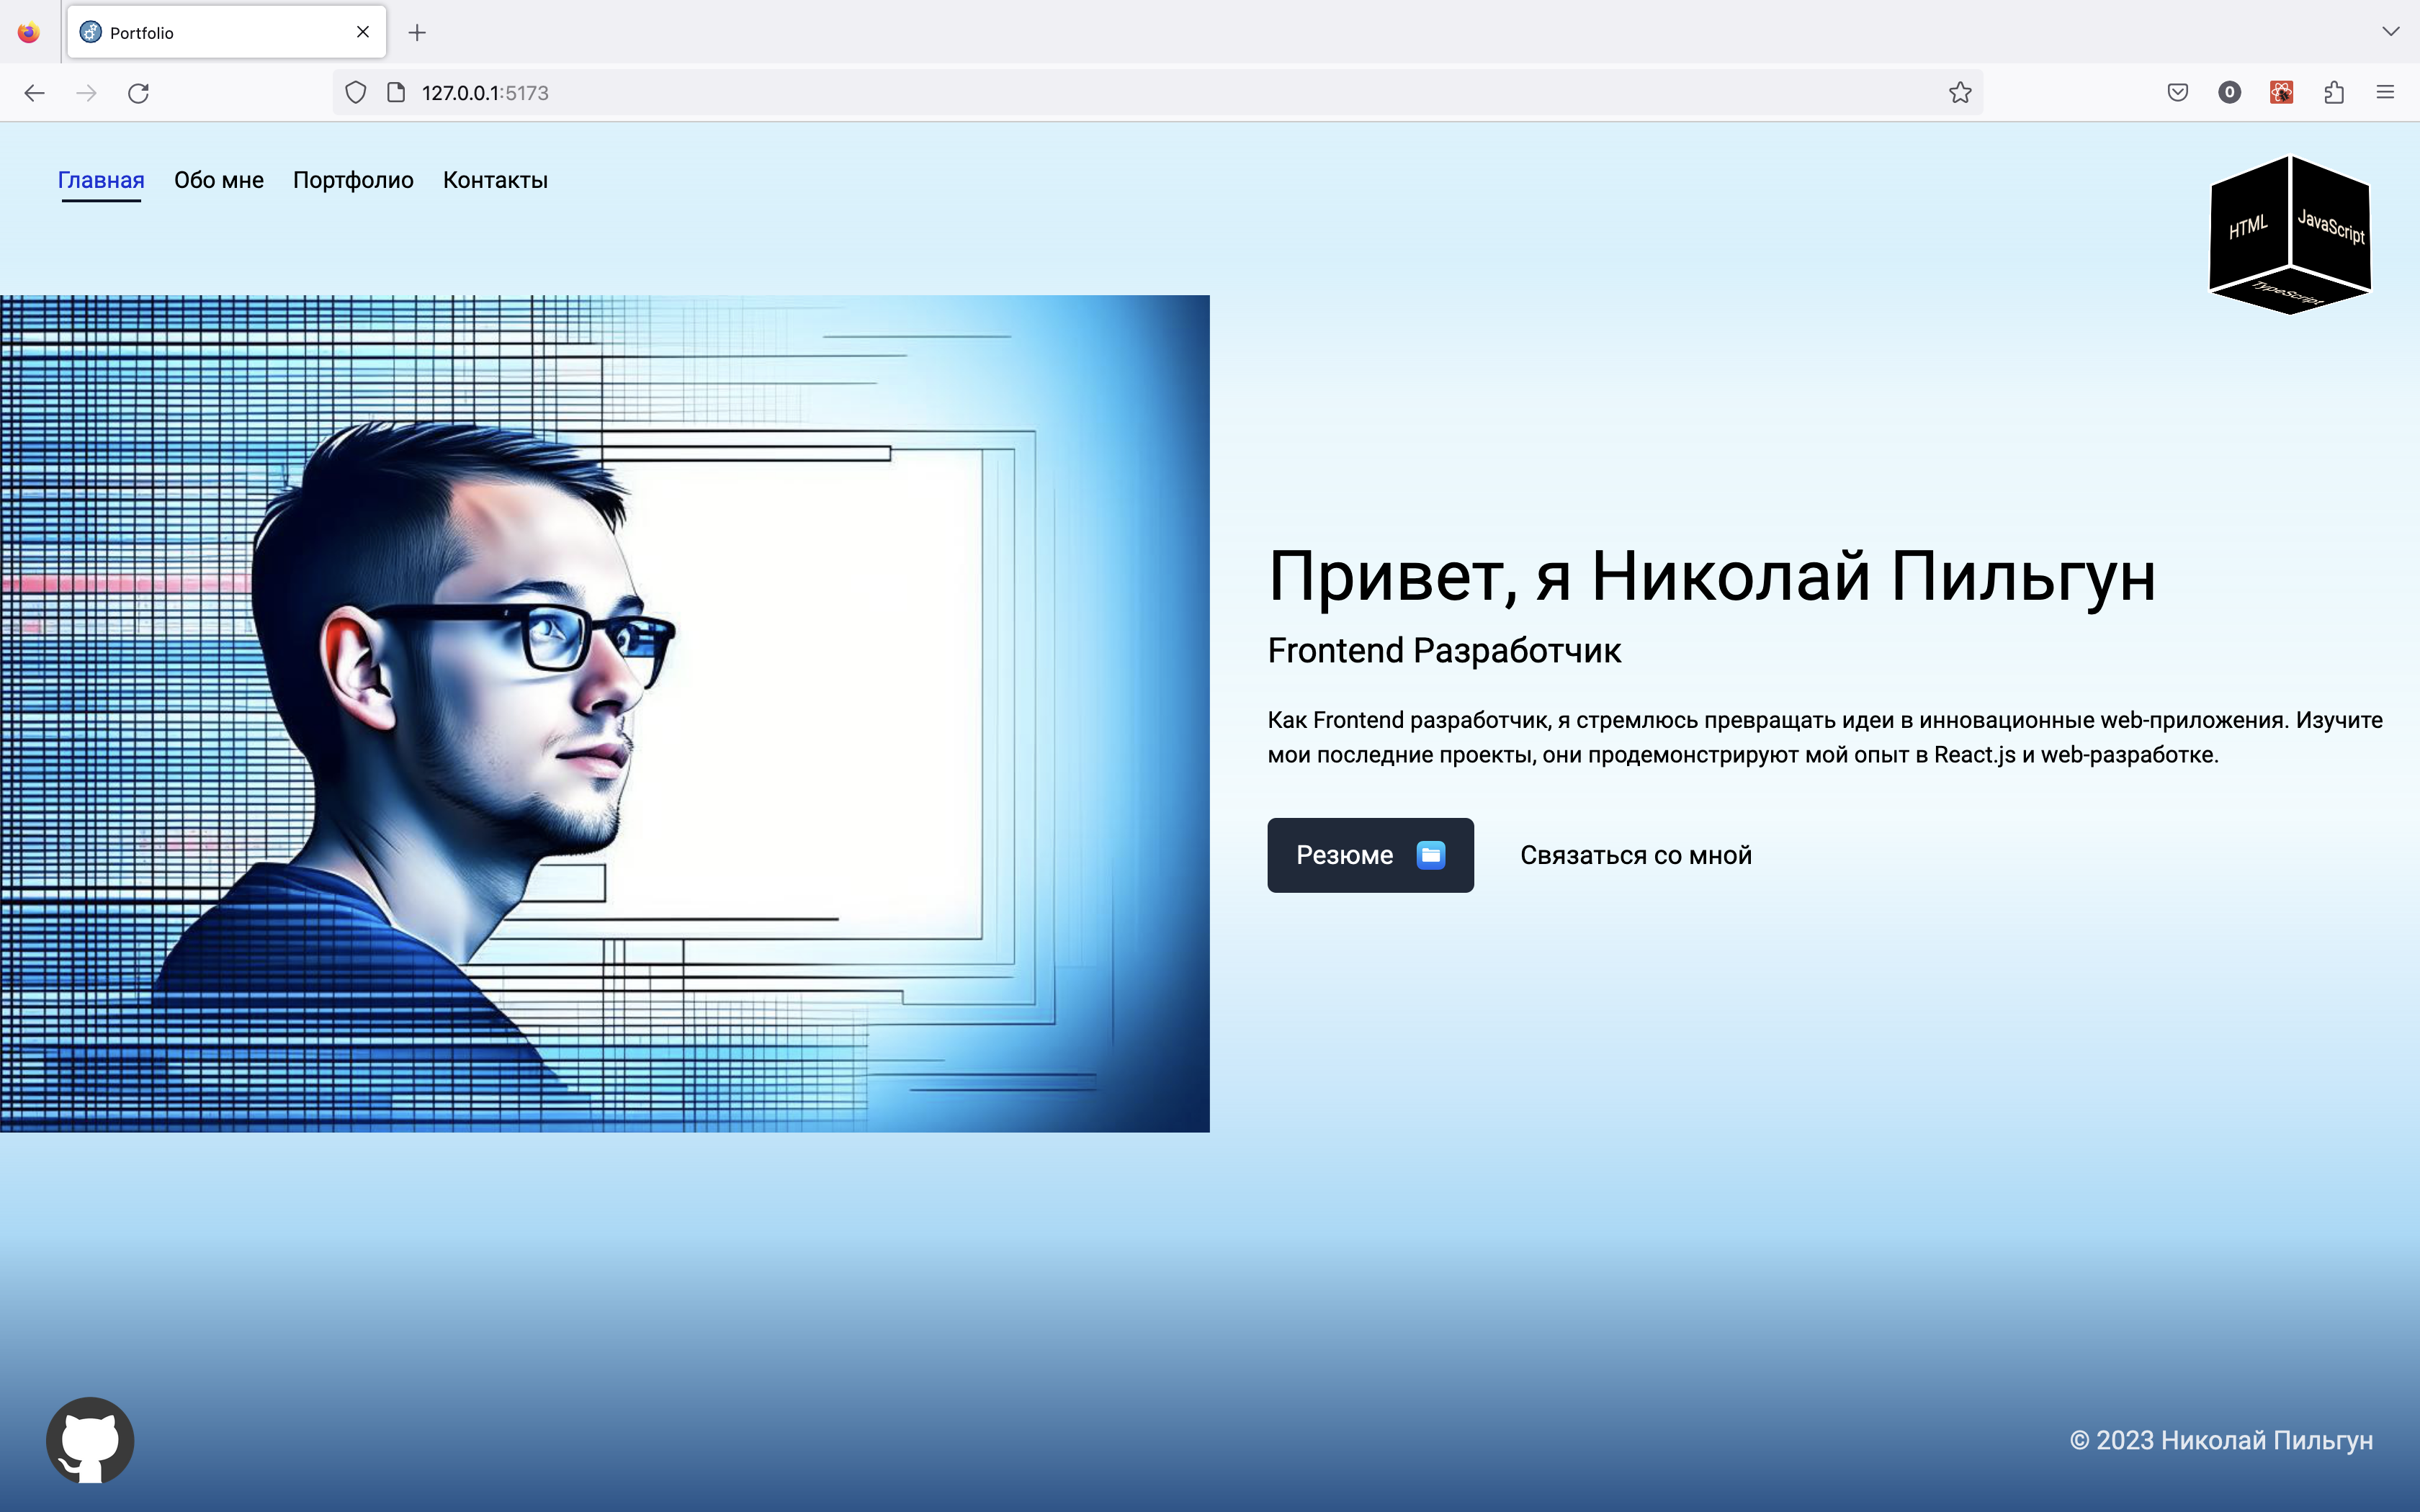 Portfolio
127.0.0.1:5173
0
Главная Обо мне Портфолио Контакты
HTML
JavaScript
TypeScript
Привет, я Николай Пильгун
Frontend Разработчик
Как Frontend разработчик, я стремлюсь превращать идеи в инновационные web-приложения. Изучите
мои последние проекты, они продемонстрируют мой опыт в React.js и web-разработке.
Резюме
Связаться со мной
© 2023 Николай Пильгун